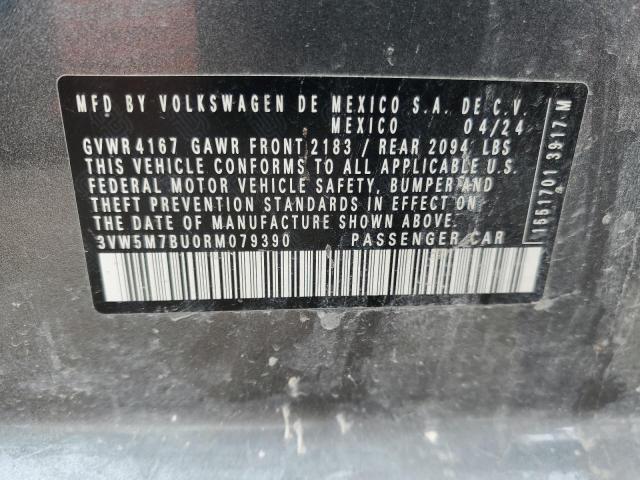 MFD BY VOLKSWAGEN DE MEXICO S.A. DE C.V.
MEXICO 04/24
GVWR 4167 GAWR FRONT 2183 / REAR 2094 LBS
THIS VEHICLE CONFORMS TO ALL APPLICABLE U.S.
FEDERAL MOTOR VEHICLE SAFETY, BUMPER AND
THEFT PREVENTION STANDARDS IN EFFECT ON
THE DATE OF MANUFACTURE SHOWN ABOVE.
3VW5M7BU0RM079390 PASSENGER CAR
1661701 3917 M